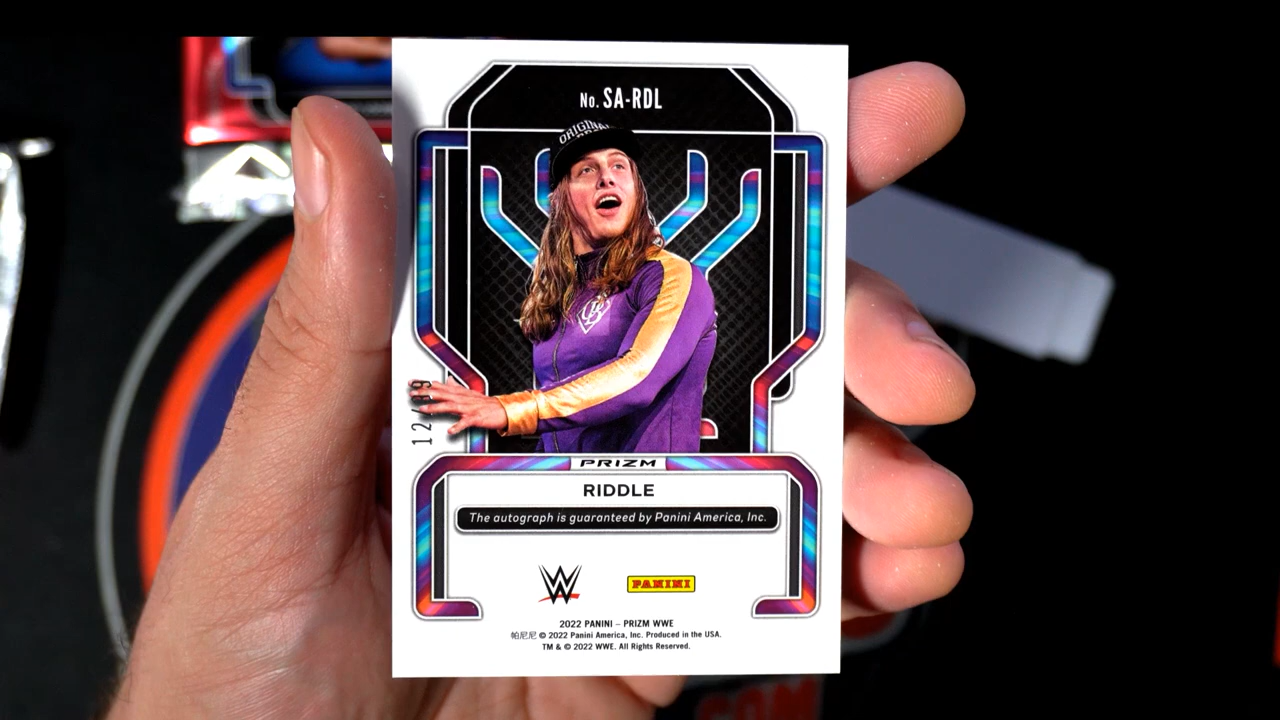 No. SA-RDL
ORIGINAL
12/99
PRIZM
RIDDLE
The autograph is guaranteed by Panini America, Inc.
W
PANINI
2022 PANINI – PRIZM WWE
帕尼尼 © 2022 Panini America, Inc. Produced in the USA.
TM & © 2022 WWE. All Rights Reserved.